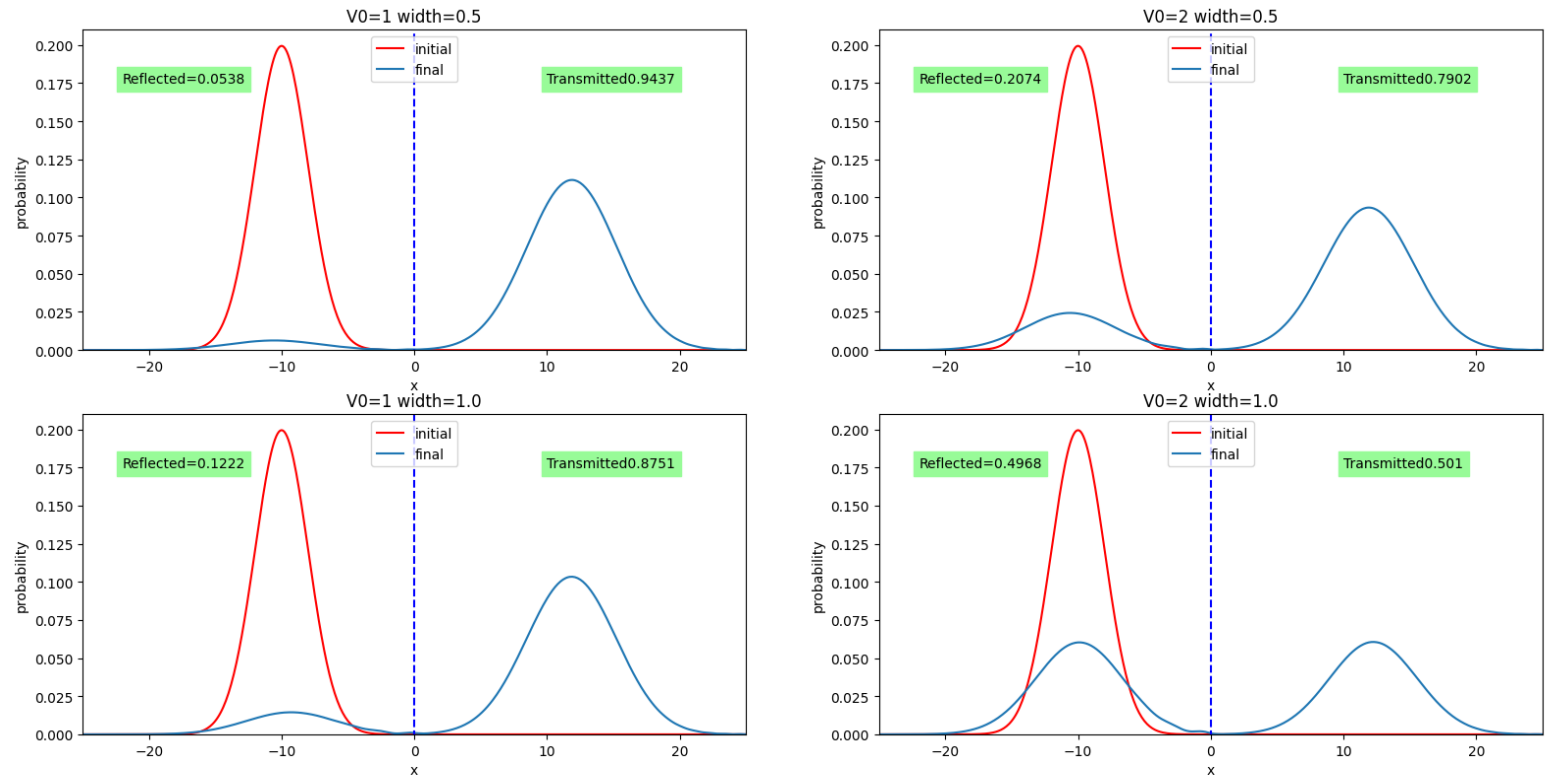 V0=1 width=0.5
0.200
0.175
0.150
0.125
0.100
0.075
0.050
0.025
0.000
probability
Reflected=0.0538
initial
final
Transmitted0.9437
−20
−10
0
10
20
x
V0=2 width=0.5
0.200
0.175
0.150
0.125
0.100
0.075
0.050
0.025
0.000
probability
Reflected=0.2074
initial
final
Transmitted0.7902
−20
−10
0
10
20
x
V0=1 width=1.0
0.200
0.175
0.150
0.125
0.100
0.075
0.050
0.025
0.000
probability
Reflected=0.1222
initial
final
Transmitted0.8751
−20
−10
0
10
20
x
V0=2 width=1.0
0.200
0.175
0.150
0.125
0.100
0.075
0.050
0.025
0.000
probability
Reflected=0.4968
initial
final
Transmitted0.501
−20
−10
0
10
20
x